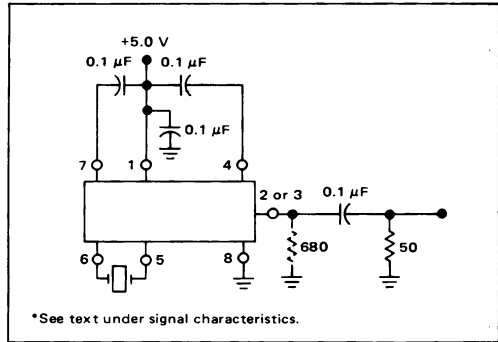 +5.0 V
0.1 µF 0.1 µF
0.1 µF
7 1 4
2 or 3 0.1 µF
6 5 8 680 50
*See text under signal characteristics.